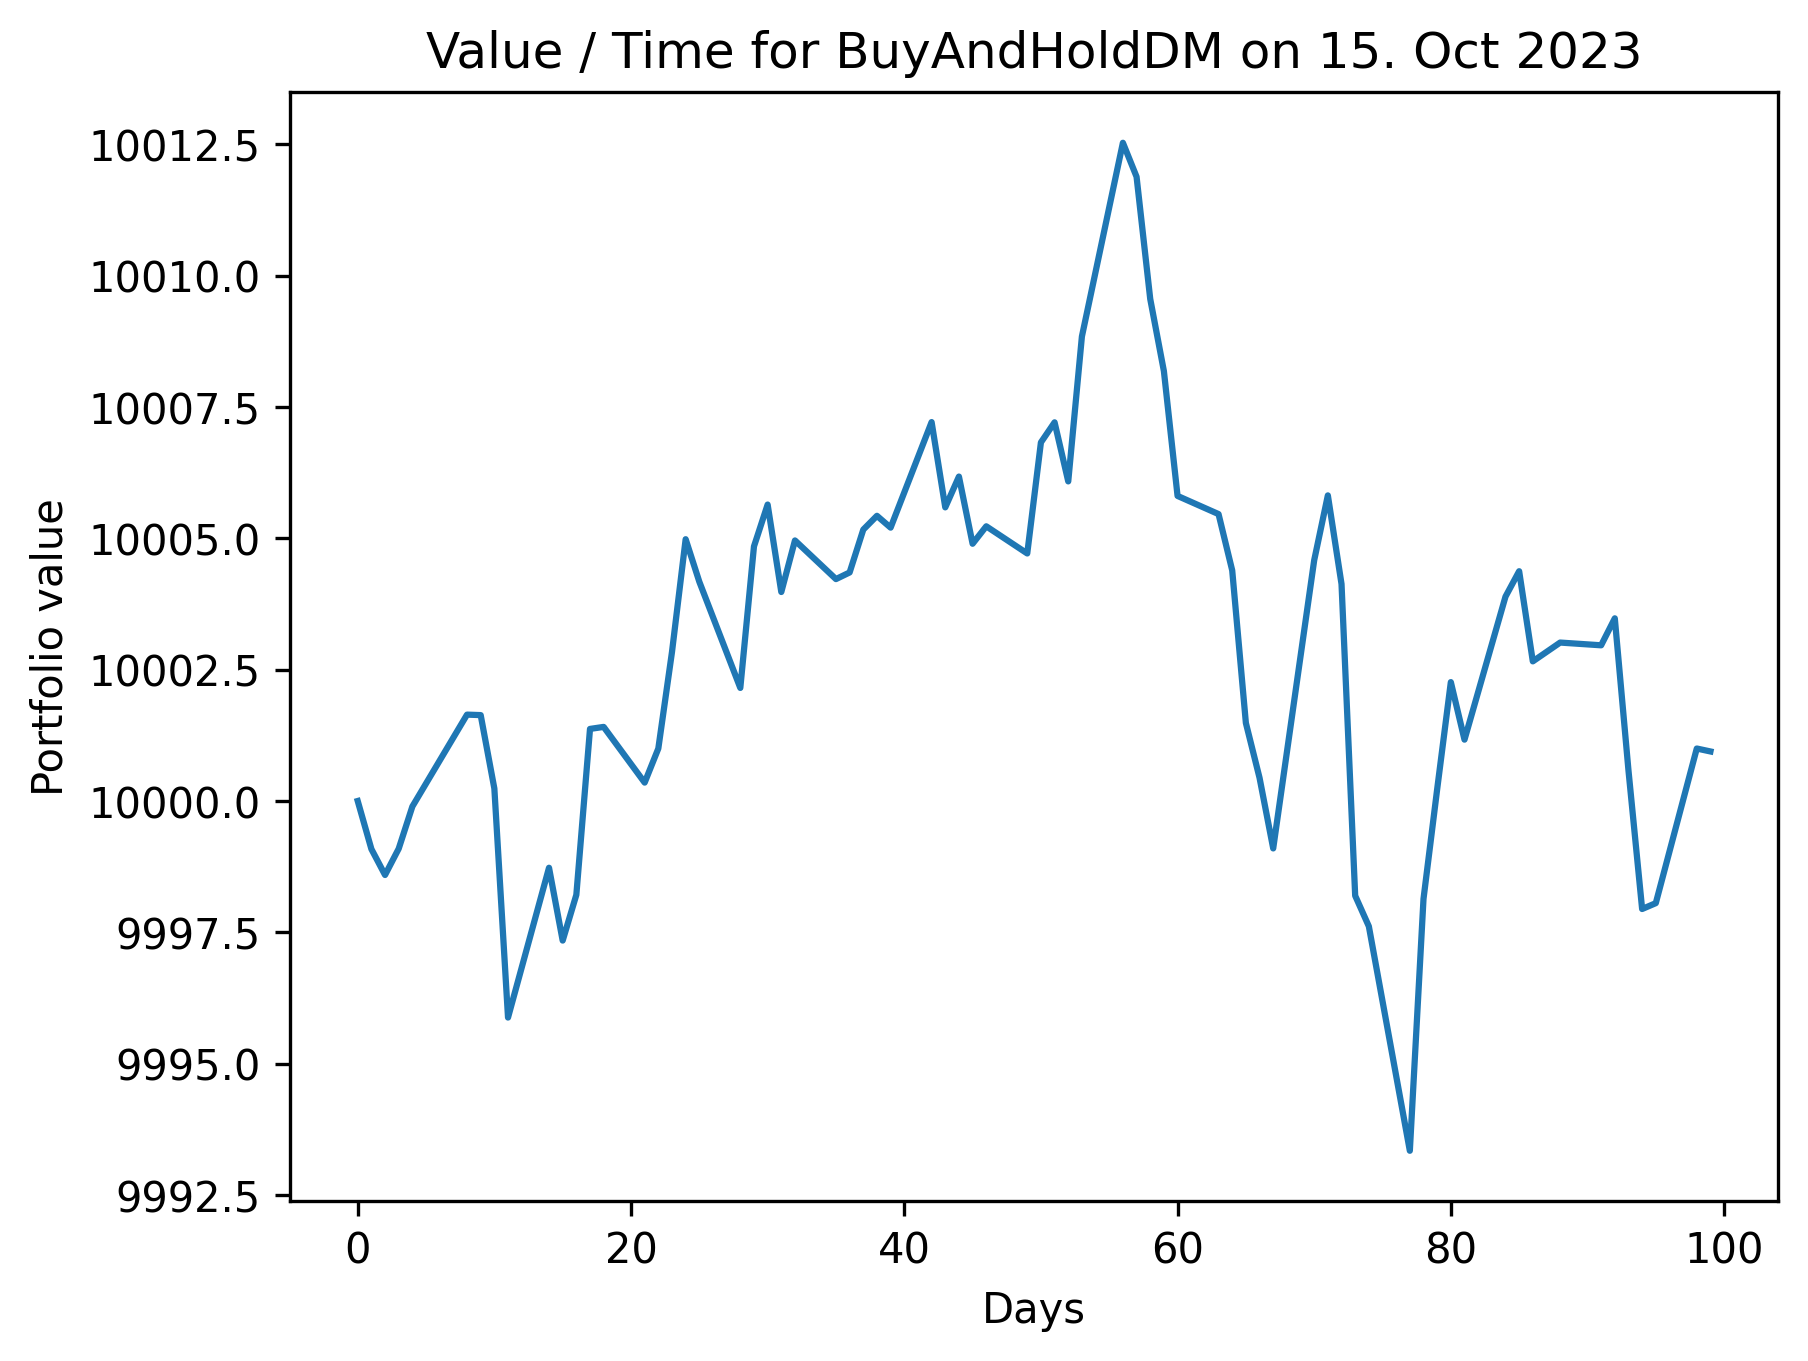 Value / Time for BuyAndHoldDM on 15. Oct 2023
10012.5
10010.0
10007.5
10005.0
10002.5
10000.0
9997.5
9995.0
9992.5
Portfolio value
0 20 40 60 80 100
Days